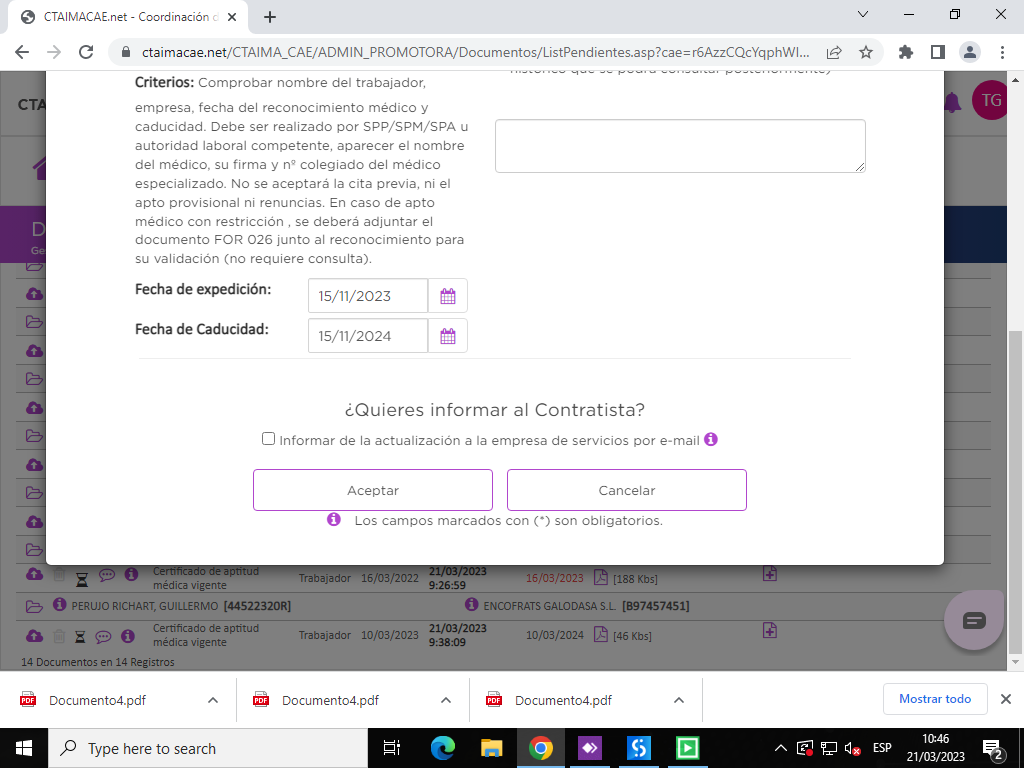 CTAIMACAE.net - Coordinación d
ctaimacae.net/CTAIMA_CAE/ADMIN_PROMOTORA/Documentos/ListPendientes.asp?cae=r6AzzCQcYqphWI...
CTA
TG
histórico que se podrá consultar posteriormente)
Criterios: Comprobar nombre del trabajador,
empresa, fecha del reconocimiento médico y
caducidad. Debe ser realizado por SPP/SPM/SPA u
autoridad laboral competente, aparecer el nombre
del médico, su firma y nº colegiado del médico
especializado. No se aceptará la cita previa, ni el
apto provisional ni renuncias. En caso de apto
médico con restricción , se deberá adjuntar el
documento FOR 026 junto al reconocimiento para
su validación (no requiere consulta).
D
Ge
Fecha de expedición:
15/11/2023
Fecha de Caducidad:
15/11/2024
¿Quieres informar al Contratista?
Informar de la actualización a la empresa de servicios por e-mail
Aceptar
Cancelar
Los campos marcados con (*) son obligatorios.
Certificado de aptitud
médica vigente
Trabajador
16/03/2022
21/03/2023
9:26:59
16/03/2023
[188 Kbs]
PERUJO RICHART, GUILLERMO [44522320R]
ENCOFRATS GALODASA S.L. [B97457451]
Certificado de aptitud
médica vigente
Trabajador
10/03/2023
21/03/2023
9:38:09
10/03/2024
[46 Kbs]
14 Documentos en 14 Registros
PDF Documento4.pdf
PDF Documento4.pdf
PDF Documento4.pdf
Mostrar todo
Type here to search
ESP
10:46
21/03/2023
2